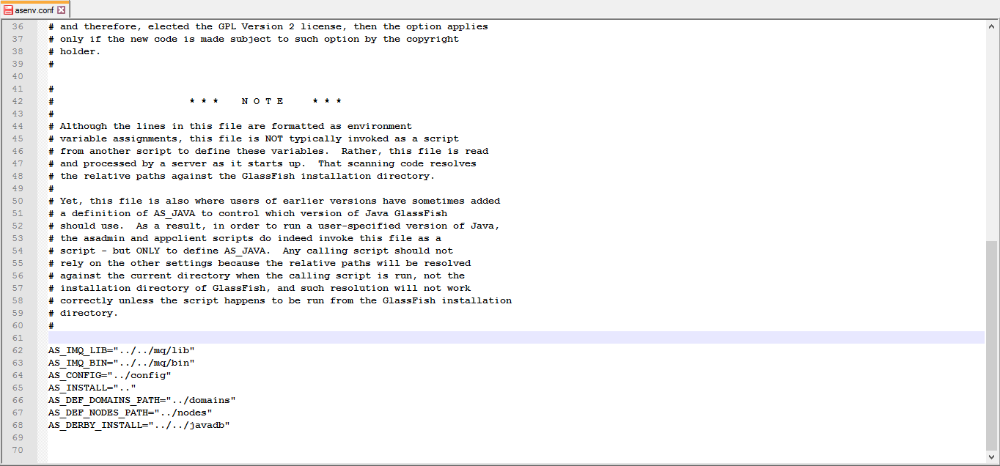 asenv.conf
36 # and therefore, elected the GPL Version 2 license, then the option applies
37 # only if the new code is made subject to such option by the copyright
38 # holder.
39 #
40
41 #
42 # * * * N O T E * * *
43 #
44 # Although the lines in this file are formatted as environment
45 # variable assignments, this file is NOT typically invoked as a script
46 # from another script to define these variables.  Rather, this file is read
47 # and processed by a server as it starts up.  That scanning code resolves
48 # the relative paths against the GlassFish installation directory.
49 #
50 # Yet, this file is also where users of earlier versions have sometimes added
51 # a definition of AS_JAVA to control which version of Java GlassFish
52 # should use.  As a result, in order to run a user-specified version of Java,
53 # the asadmin and appclient scripts do indeed invoke this file as a
54 # script - but ONLY to define AS_JAVA.  Any calling script should not
55 # rely on the other settings because the relative paths will be resolved
56 # against the current directory when the calling script is run, not the
57 # installation directory of GlassFish, and such resolution will not work
58 # correctly unless the script happens to be run from the GlassFish installation
59 # directory.
60 #
61
62 AS_IMQ_LIB="../../mq/lib"
63 AS_IMQ_BIN="../../mq/bin"
64 AS_CONFIG="../config"
65 AS_INSTALL=".."
66 AS_DEF_DOMAINS_PATH="../domains"
67 AS_DEF_NODES_PATH="../nodes"
68 AS_DERBY_INSTALL="../../javadb"
69
70